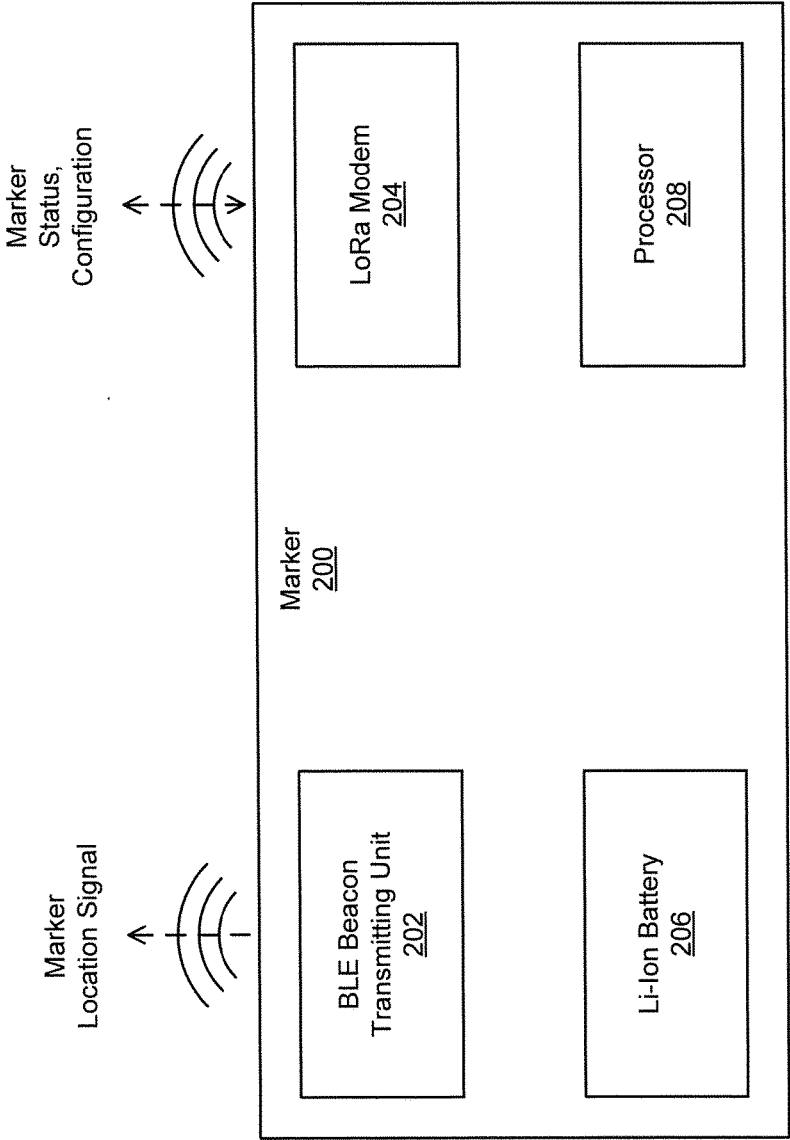 Marker
Location Signal
Marker
Status,
Configuration
Marker
200
BLE Beacon
Transmitting Unit
202
LoRa Modem
204
Li-Ion Battery
206
Processor
208